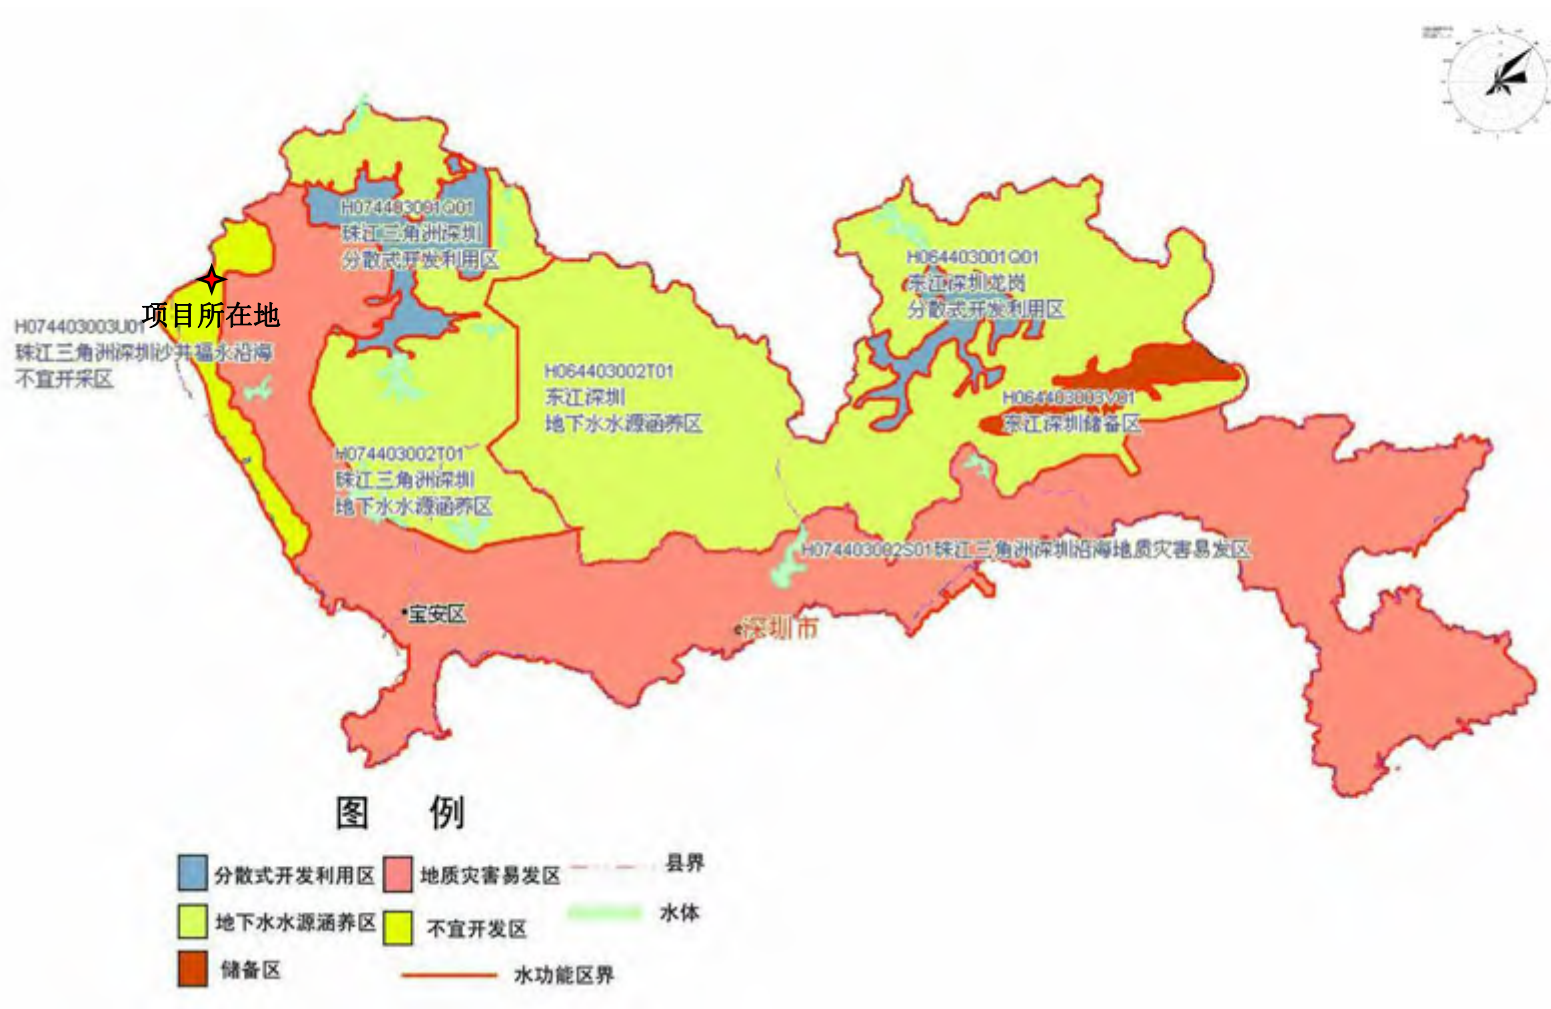 H074403001Q01
珠江三角洲深圳
分散式开发利用区
H064403001Q01
东江深圳龙岗
分散式开发利用区
项目所在地
H074403003U01
珠江三角洲深圳沙井福永沿海
不宜开采区
H064403002T01
东江深圳
地下水水源涵养区
H064403003V01
东江深圳储备区
H074403002T01
珠江三角洲深圳
地下水水源涵养区
H074403002S01珠江三角洲深圳沿海地质灾害易发区
宝安区
深圳市
图 例
分散式开发利用区
地质灾害易发区
县界
地下水水源涵养区
不宜开发区
水体
储备区
水功能区界